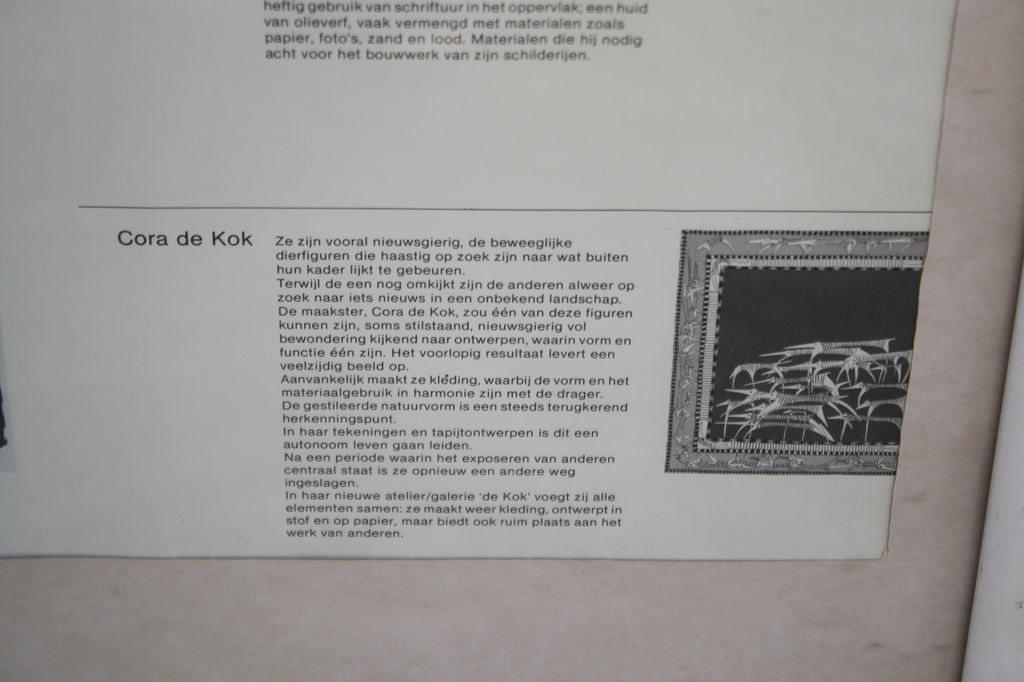 heftig gebruik van schriftuur in het oppervlak; een huid
van olieverf, vaak vermengd met materialen zoals
papier, foto's, zand en lood. Materialen die hij nodig
acht voor het bouwwerk van zijn schilderijen.
Cora de Kok
Ze zijn vooral nieuwsgierig, de beweeglijke
dierfiguren die haastig op zoek zijn naar wat buiten
hun kader lijkt te gebeuren.
Terwijl de een nog omkijkt zijn de anderen alweer op
zoek naar iets nieuws in een onbekend landschap.
De maakster, Cora de Kok, zou één van deze figuren
kunnen zijn, soms stilstaand, nieuwsgierig vol
bewondering kijkend naar ontwerpen, waarin vorm en
functie één zijn. Het voorlopig resultaat levert een
veelzijdig beeld op.
Aanvankelijk maakt ze kleding, waarbij de vorm en het
materiaalgebruik in harmonie zijn met de drager.
De gestileerde natuurvorm is een steeds terugkerend
herkenningspunt.
In haar tekeningen en tapijtontwerpen is dit een
autonoom leven gaan leiden.
Na een periode waarin het exposeren van anderen
centraal staat is ze opnieuw een andere weg
ingeslagen.
In haar nieuwe atelier/galerie 'de Kok' voegt zij alle
elementen samen: ze maakt weer kleding, ontwerpt in
stof en op papier, maar biedt ook ruim plaats aan het
werk van anderen.